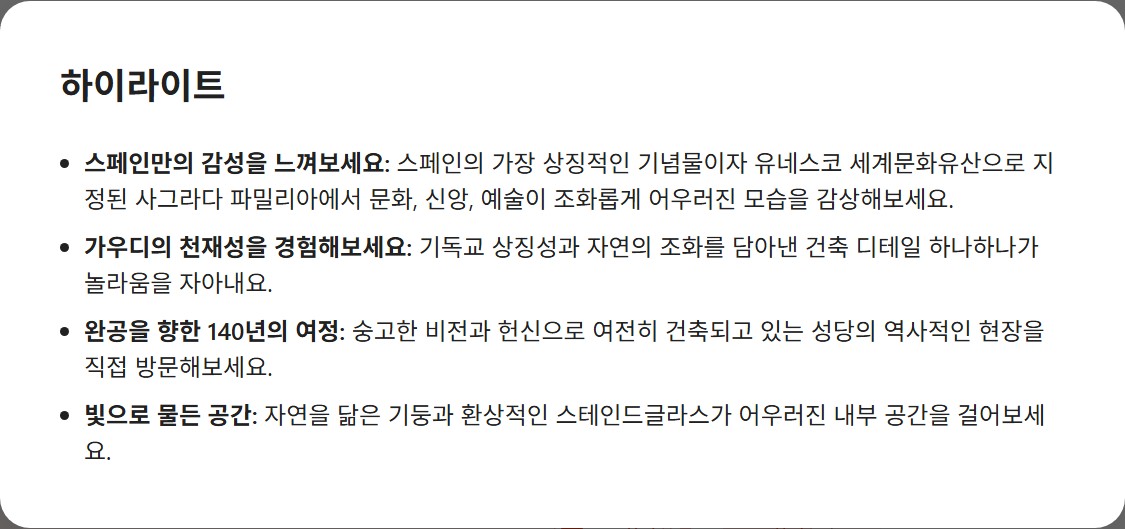 하이라이트
• 스페인만의 감성을 느껴보세요: 스페인의 가장 상징적인 기념물이자 유네스코 세계문화유산으로 지
정된 사그라다 파밀리아에서 문화, 신앙, 예술이 조화롭게 어우러진 모습을 감상해보세요.
• 가우디의 천재성을 경험해보세요: 기독교 상징성과 자연의 조화를 담아낸 건축 디테일 하나하나가
놀라움을 자아내요.
• 완공을 향한 140년의 여정: 숭고한 비전과 헌신으로 여전히 건축되고 있는 성당의 역사적인 현장을
직접 방문해보세요.
• 빛으로 물든 공간: 자연을 닮은 기둥과 환상적인 스테인드글라스가 어우러진 내부 공간을 걸어보세
요.